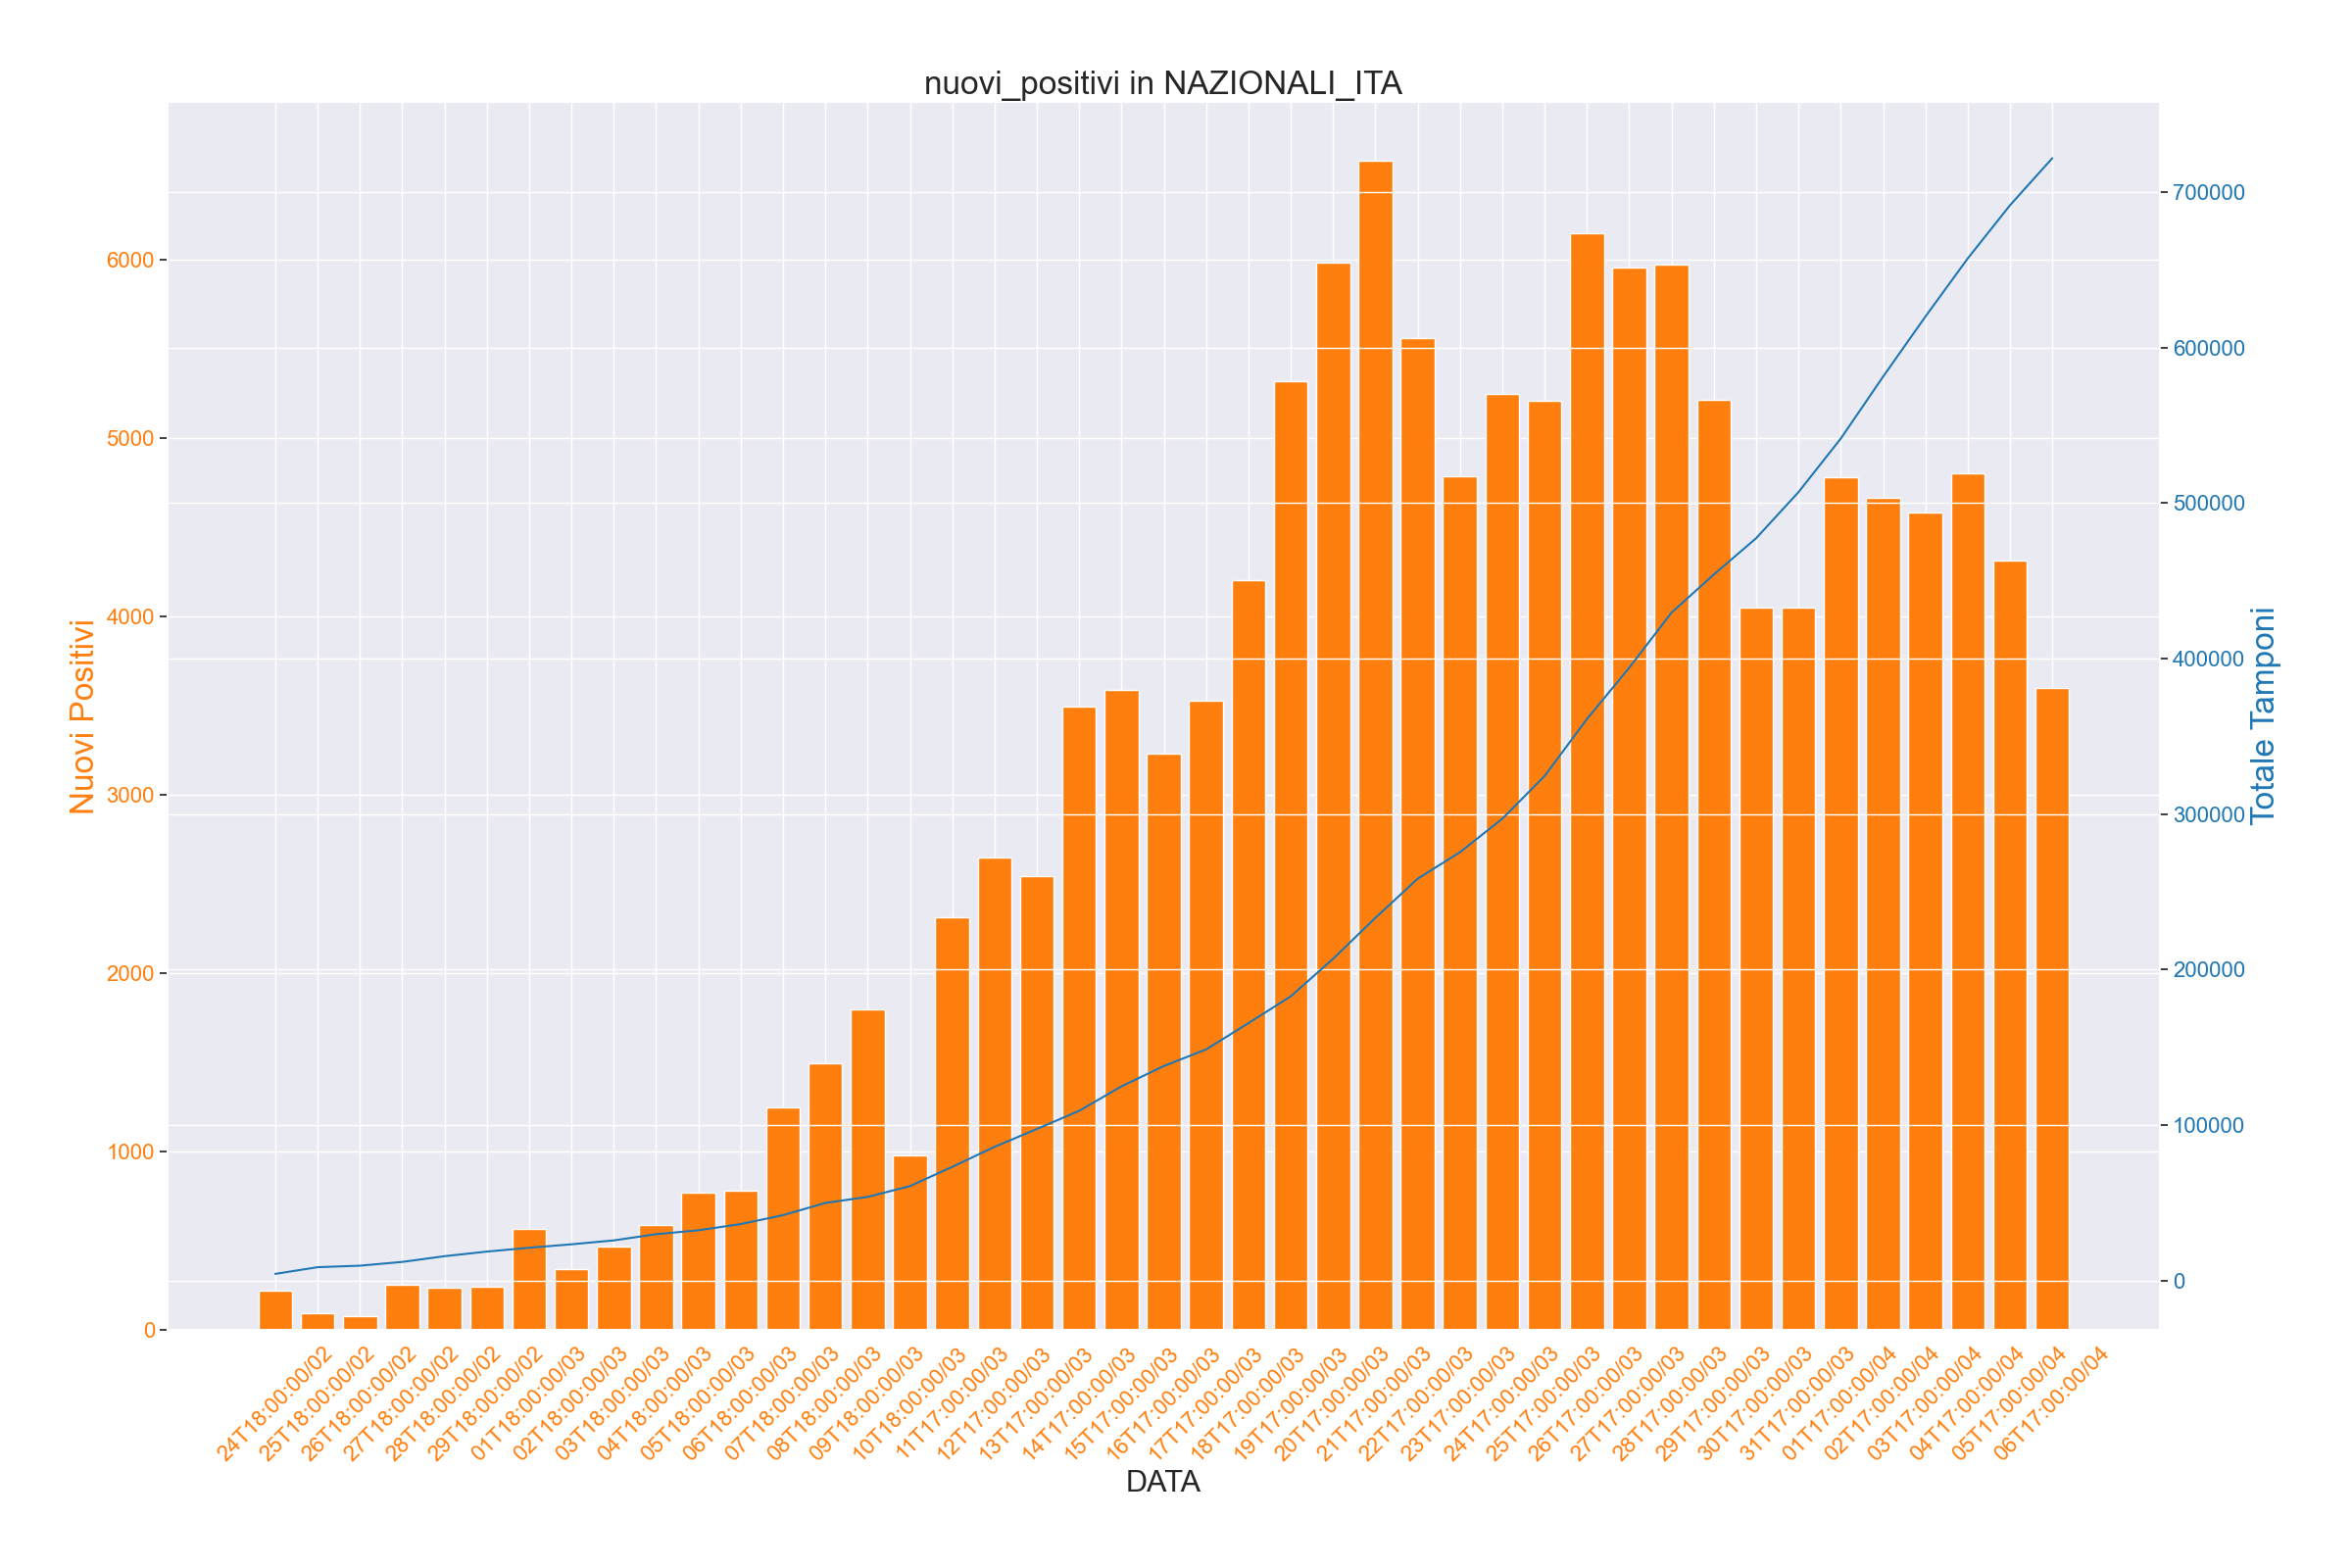 nuovi_positivi in NAZIONALI_ITA
6000
5000
4000
3000
2000
1000
0
Nuovi Positivi
700000
600000
500000
400000
300000
200000
100000
0
Totale Tamponi
24T18:00:00/02
25T18:00:00/02
26T18:00:00/02
27T18:00:00/02
28T18:00:00/02
29T18:00:00/02
01T18:00:00/03
02T18:00:00/03
03T18:00:00/03
04T18:00:00/03
05T18:00:00/03
06T18:00:00/03
07T18:00:00/03
08T18:00:00/03
09T18:00:00/03
10T18:00:00/03
11T17:00:00/03
12T17:00:00/03
13T17:00:00/03
14T17:00:00/03
15T17:00:00/03
16T17:00:00/03
17T17:00:00/03
18T17:00:00/03
19T17:00:00/03
20T17:00:00/03
21T17:00:00/03
22T17:00:00/03
23T17:00:00/03
24T17:00:00/03
25T17:00:00/03
26T17:00:00/03
27T17:00:00/03
28T17:00:00/03
29T17:00:00/03
30T17:00:00/03
31T17:00:00/03
01T17:00:00/04
02T17:00:00/04
03T17:00:00/04
04T17:00:00/04
05T17:00:00/04
06T17:00:00/04
DATA